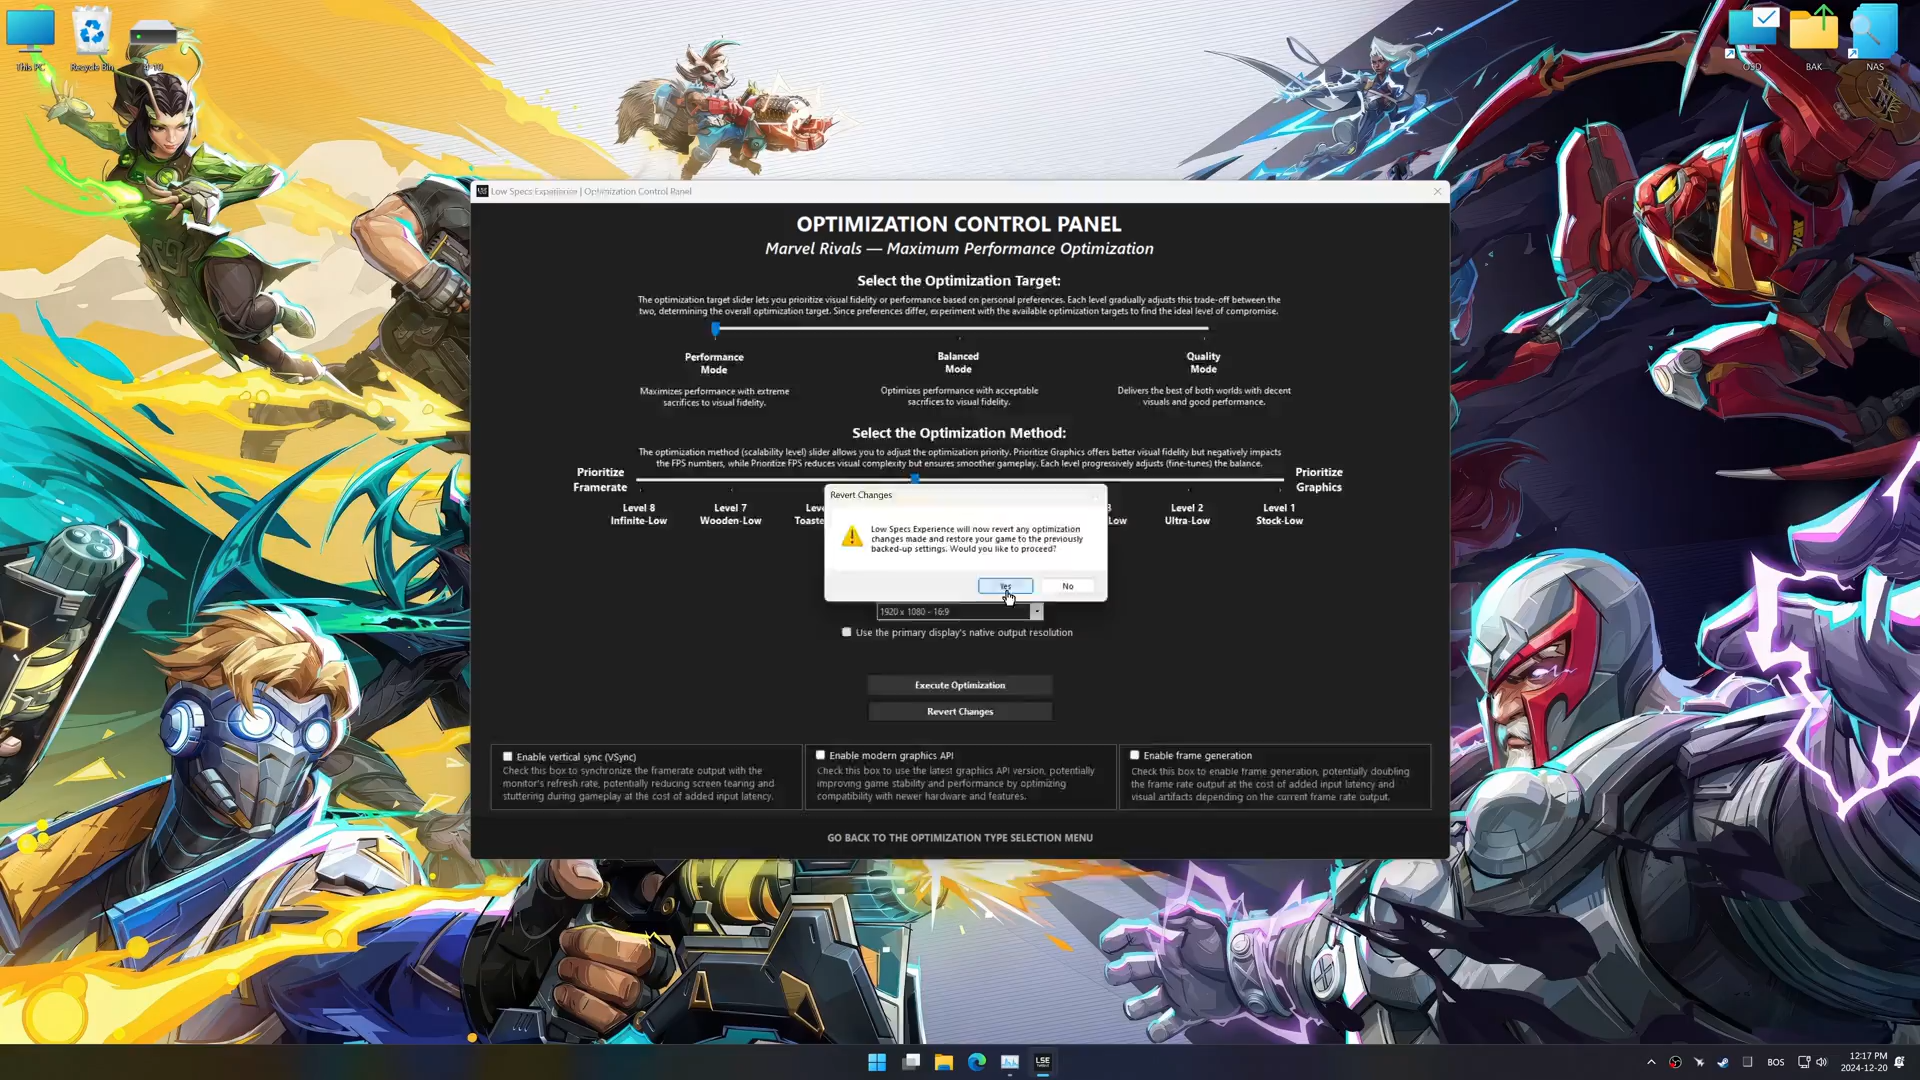 This PC
Recycle Bin
OSD
BAK
NAS
Low Specs Experience | Optimization Control Panel
OPTIMIZATION CONTROL PANEL
Marvel Rivals — Maximum Performance Optimization
Select the Optimization Target:
The optimization target slider lets you prioritize visual fidelity or performance based on personal preferences. Each level gradually adjusts this trade-off between the
two, determining the overall optimization target. Since preferences differ, experiment with the available optimization targets to find the ideal level of compromise.
Performance
Mode
Maximizes performance with extreme
sacrifices to visual fidelity.
Balanced
Mode
Optimizes performance with acceptable
sacrifices to visual fidelity.
Quality
Mode
Delivers the best of both worlds with decent
visuals and good performance.
Select the Optimization Method:
The optimization method (scalability level) slider allows you to adjust the optimization priority. Prioritize Graphics offers better visual fidelity but negatively impacts
the FPS numbers, while Prioritize FPS reduces visual complexity but ensures smoother gameplay. Each level progressively adjusts (fine-tunes) the balance.
Prioritize
Framerate
Prioritize
Graphics
Level 8
Infinite-Low
Level 7
Wooden-Low
Leve
Toaste
3
Low
Level 2
Ultra-Low
Level 1
Stock-Low
Revert Changes
Low Specs Experience will now revert any optimization
changes made and restore your game to the previously
backed-up settings. Would you like to proceed?
Yes
No
1920 x 1080 - 16:9
Use the primary display's native output resolution
Execute Optimization
Revert Changes
Enable vertical sync (VSync)
Check this box to synchronize the framerate output with the
monitor's refresh rate, potentially reducing screen tearing and
stuttering during gameplay at the cost of added input latency.
Enable modern graphics API
Check this box to use the latest graphics API version, potentially
improving game stability and performance by optimizing
compatibility with newer hardware and features.
Enable frame generation
Check this box to enable frame generation, potentially doubling
the frame rate output at the cost of added input latency and
visual artifacts depending on the current frame rate output.
GO BACK TO THE OPTIMIZATION TYPE SELECTION MENU
LSE
BOS
12:17 PM
2024-12-20